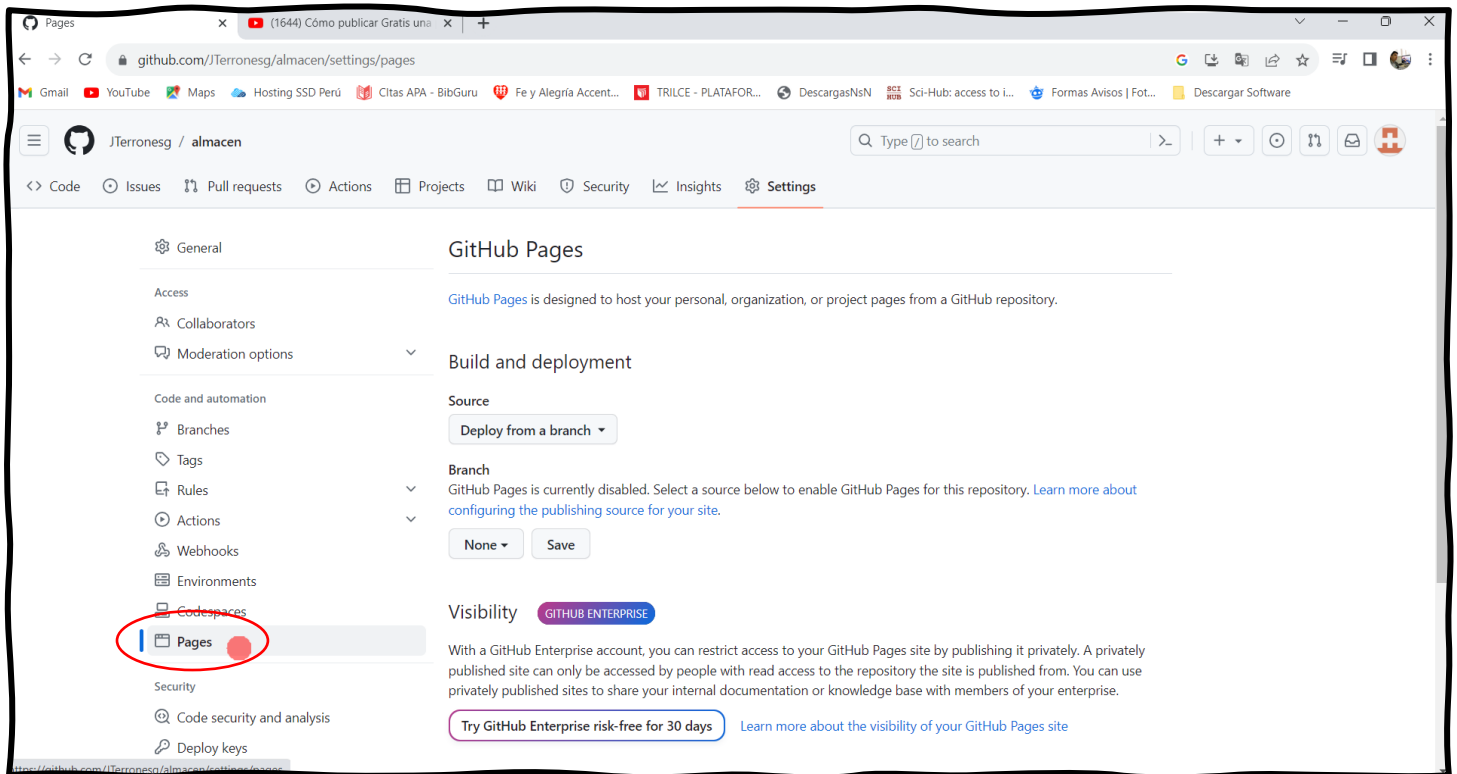 Pages
(1644) Cómo publicar Gratis una
github.com/JTerronesg/almacen/settings/pages
Gmail YouTube Maps Hosting SSD Perú CItas APA - BibGuru Fe y Alegría Accent... TRILCE - PLATAFOR... DescargasNsN SCI HUB Sci-Hub: access to i... Formas Avisos | Fot... Descargar Software
JTerronesg / almacen
Type / to search
Code Issues Pull requests Actions Projects Wiki Security Insights Settings
General
Access
Collaborators
Moderation options
Code and automation
Branches
Tags
Rules
Actions
Webhooks
Environments
Codespaces
Pages
Security
Code security and analysis
Deploy keys
https://github.com/JTerronesg/almacen/settings/pages
GitHub Pages
GitHub Pages is designed to host your personal, organization, or project pages from a GitHub repository.
Build and deployment
Source
Deploy from a branch
Branch
GitHub Pages is currently disabled. Select a source below to enable GitHub Pages for this repository. Learn more about
configuring the publishing source for your site.
None Save
Visibility GITHUB ENTERPRISE
With a GitHub Enterprise account, you can restrict access to your GitHub Pages site by publishing it privately. A privately
published site can only be accessed by people with read access to the repository the site is published from. You can use
privately published sites to share your internal documentation or knowledge base with members of your enterprise.
Try GitHub Enterprise risk-free for 30 days Learn more about the visibility of your GitHub Pages site